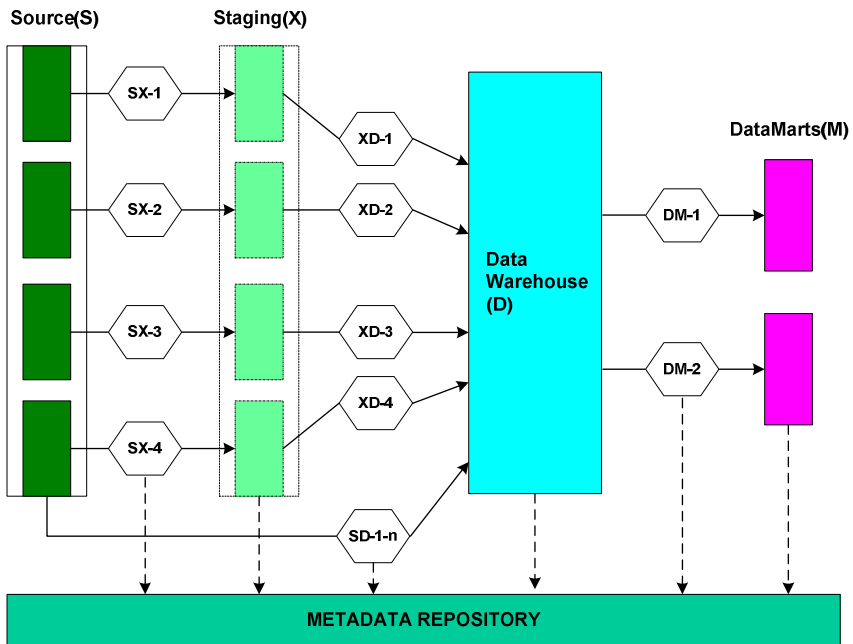 Source(S)
Staging(X)
SX-1
XD-1
DataMarts(M)
SX-2
XD-2
DM-1
Data
Warehouse
(D)
SX-3
XD-3
DM-2
XD-4
SX-4
SD-1-n
METADATA REPOSITORY